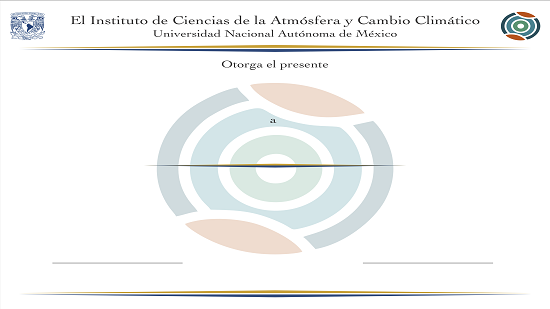 El Instituto de Ciencias de la Atmósfera y Cambio Climático
Universidad Nacional Autónoma de México
Otorga el presente
a